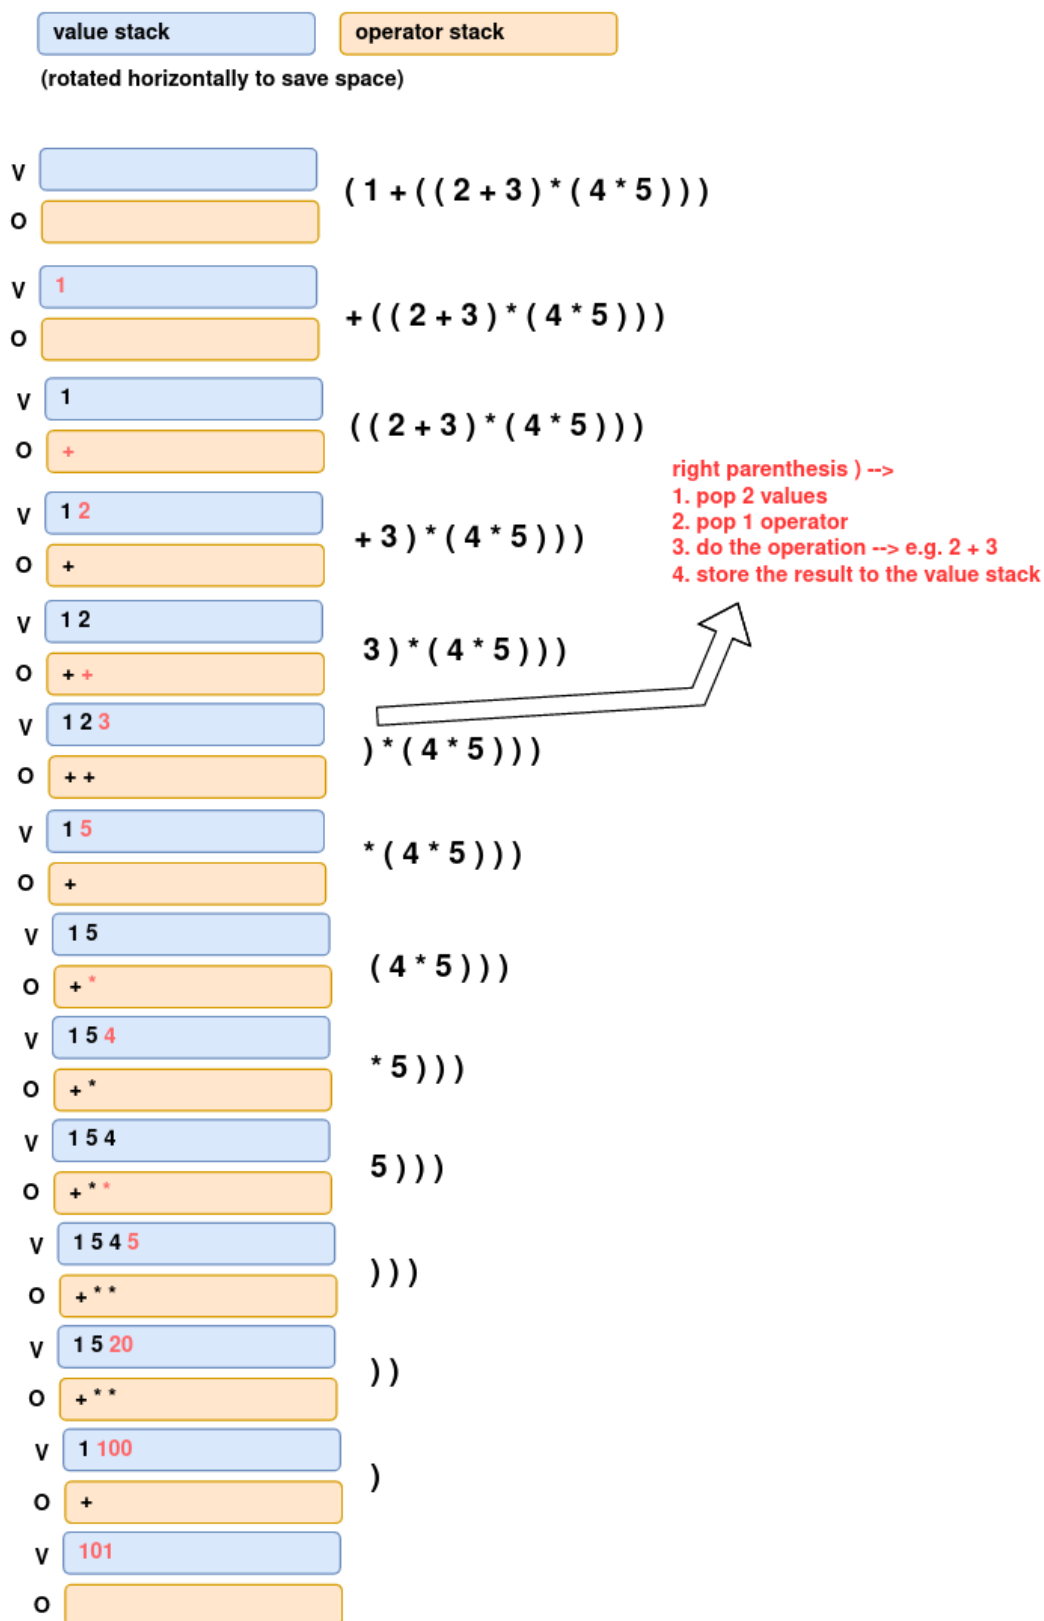 value stack
operator stack
(rotated horizontally to save space)
V
( 1 + ( ( 2 + 3 ) * ( 4 * 5 ) ) )
O
V 1
+ ( ( 2 + 3 ) * ( 4 * 5 ) ) )
O
V 1
( ( 2 + 3 ) * ( 4 * 5 ) ) )
O +
right parenthesis ) -->
1. pop 2 values
2. pop 1 operator
3. do the operation --> e.g. 2 + 3
4. store the result to the value stack
V 1 2
+ 3 ) * ( 4 * 5 ) ) )
O +
V 1 2
3 ) * ( 4 * 5 ) ) )
O + +
V 1 2 3
) * ( 4 * 5 ) ) )
O + +
V 1 5
* ( 4 * 5 ) ) )
O +
V 1 5
( 4 * 5 ) ) )
O + *
V 1 5 4
* 5 ) ) )
O + *
V 1 5 4
5 ) ) )
O + * *
V 1 5 4 5
) ) )
O + * *
V 1 5 20
) )
O + * *
V 1 100
)
O +
V 101
O